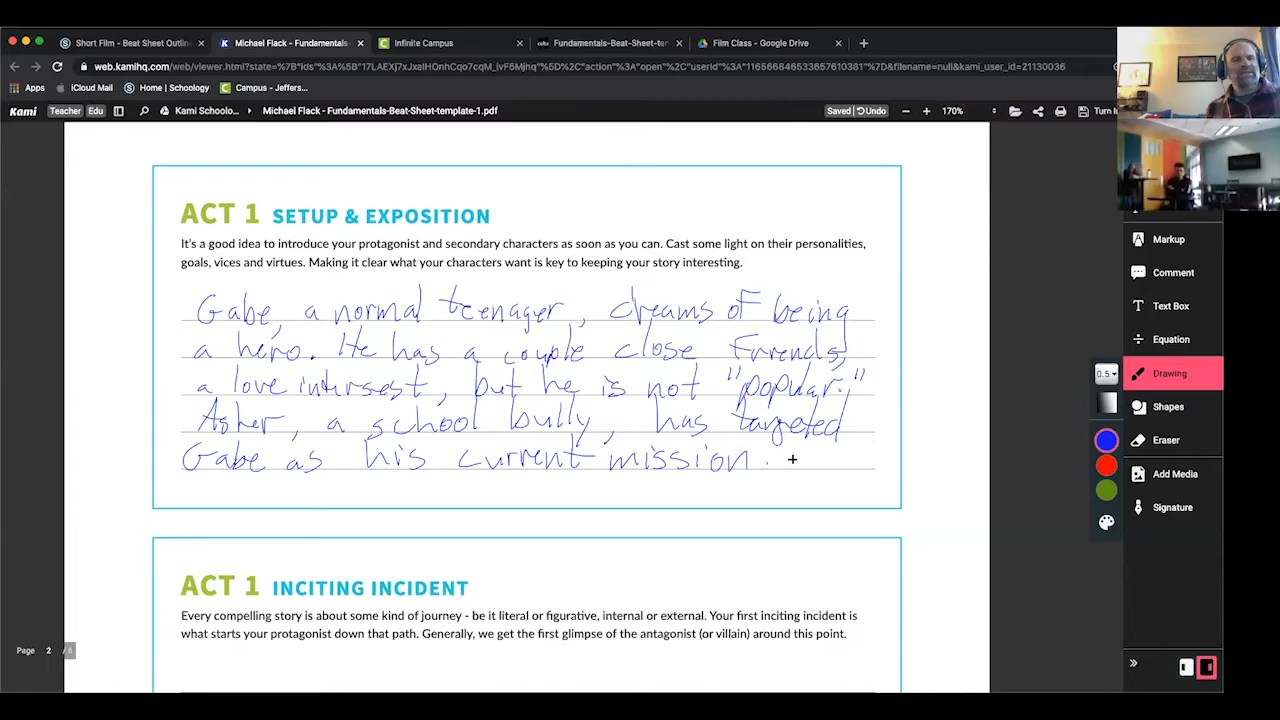 Short Film - Beat Sheet Outlin
Michael Flack - Fundamentals-
Infinite Campus
Fundamentals-Beat-Sheet-ter
Film Class - Google Drive
Apps
iCloud Mail
Home | Schoology
Campus - Jeffers...
Kami
Teacher
Edu
Kami Schoolo...
Michael Flack - Fundamentals-Beat-Sheet-template-1.pdf
Saved
Undo
170%
Turn In
ACT 1 SETUP & EXPOSITION
It's a good idea to introduce your protagonist and secondary characters as soon as you can. Cast some light on their personalities,
goals, vices and virtues. Making it clear what your characters want is key to keeping your story interesting.
Gabe, a normal teenager, dreams of being
a hero. He has a couple close friends,
a love intersest, but he is not "popular."
Asher, a school bully, has targeted
Gabe as his current mission.
ACT 1 INCITING INCIDENT
Every compelling story is about some kind of journey - be it literal or figurative, internal or external. Your first inciting incident is
what starts your protagonist down that path. Generally, we get the first glimpse of the antagonist (or villain) around this point.
Markup
Comment
Text Box
Equation
0.5
Drawing
Shapes
Eraser
Add Media
Signature
Page 2 / 6